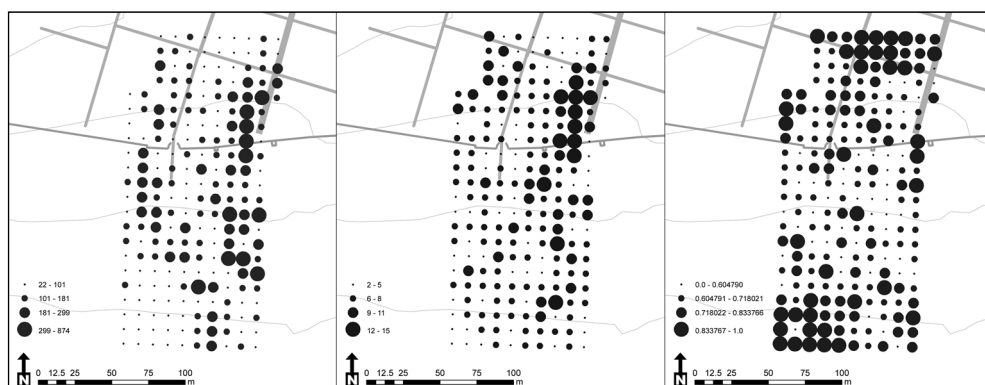 22 - 101
101 - 181
181 - 299
299 - 874
N
0 12.5 25 50 75 100
m
2 - 5
6 - 8
9 - 11
12 - 15
N
0 12.5 25 50 75 100
m
0.0 - 0.604790
0.604791 - 0.718021
0.718022 - 0.833766
0.833767 - 1.0
N
0 12.5 25 50 75 100
m